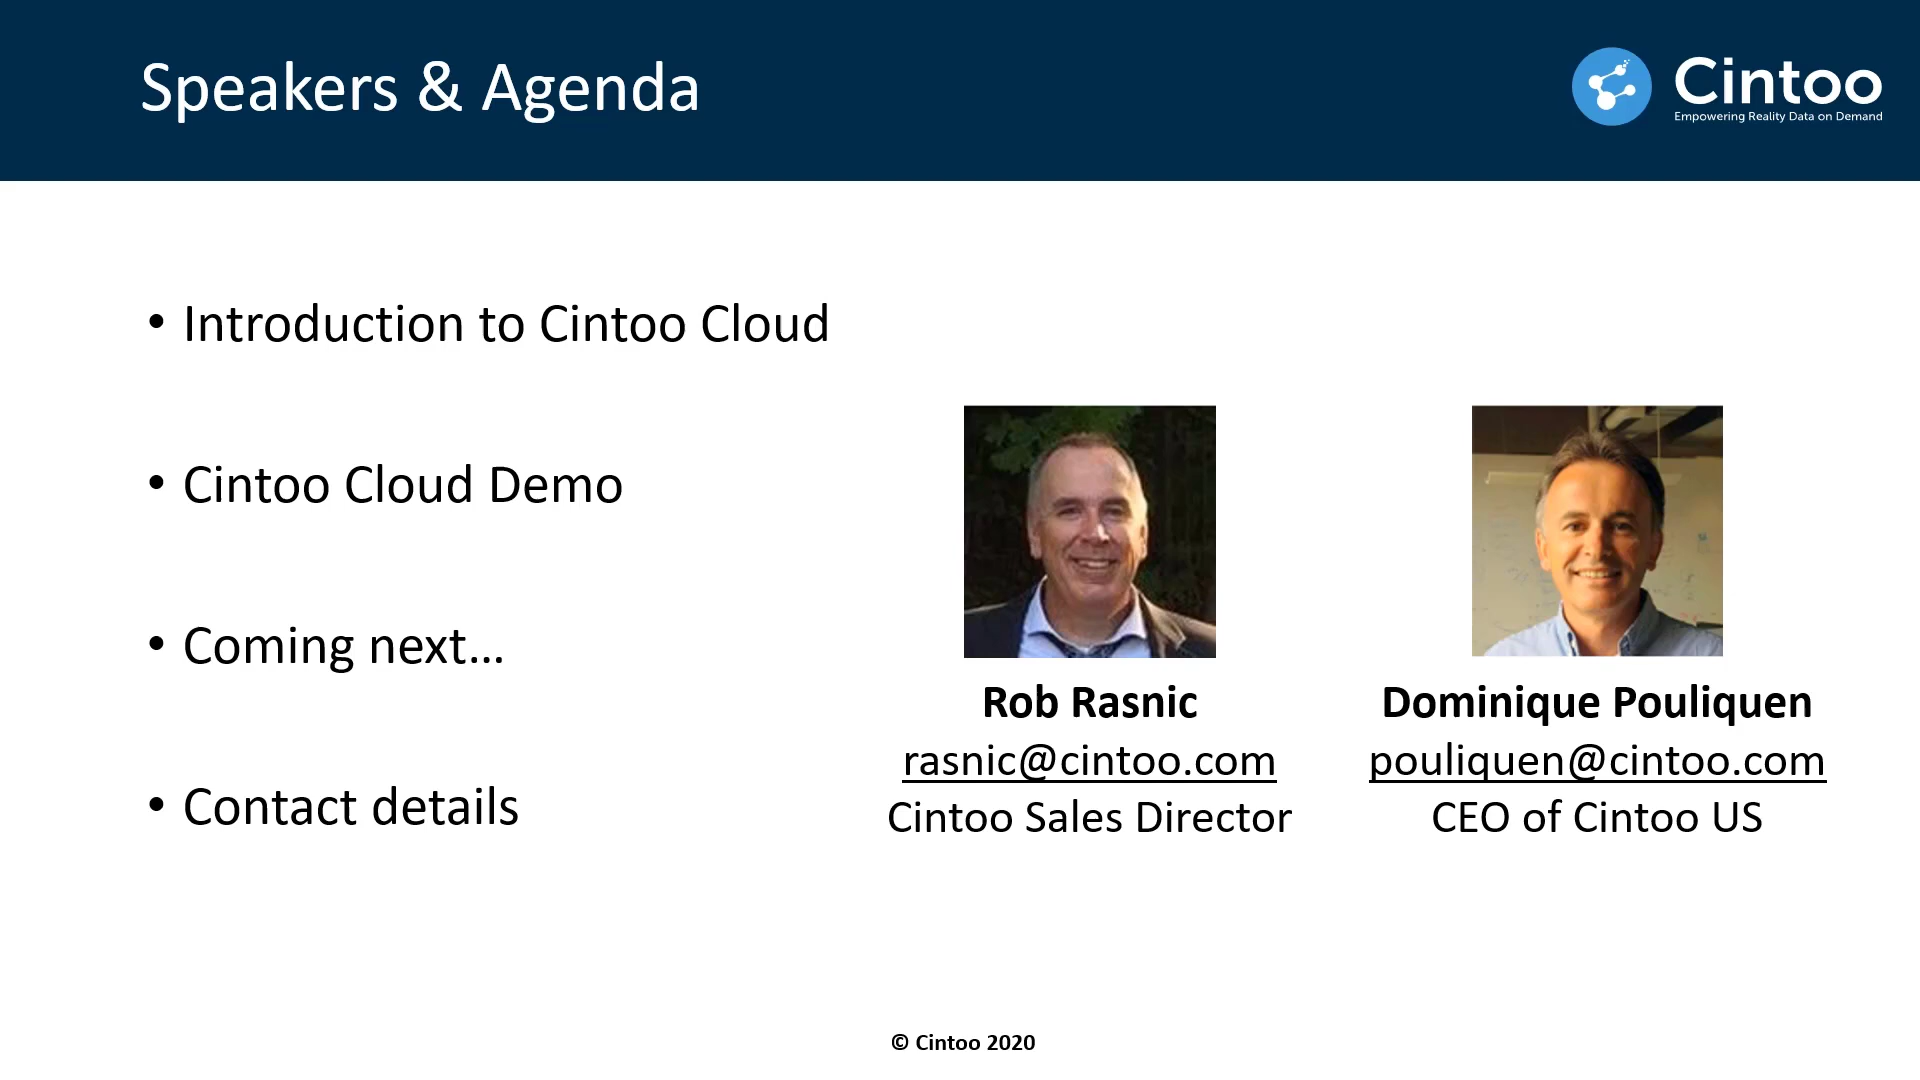 Speakers & Agenda
Cintoo
Empowering Reality Data on Demand
• Introduction to Cintoo Cloud
• Cintoo Cloud Demo
• Coming next...
• Contact details
Rob Rasnic
rasnic@cintoo.com
Cintoo Sales Director
Dominique Pouliquen
pouliquen@cintoo.com
CEO of Cintoo US
© Cintoo 2020